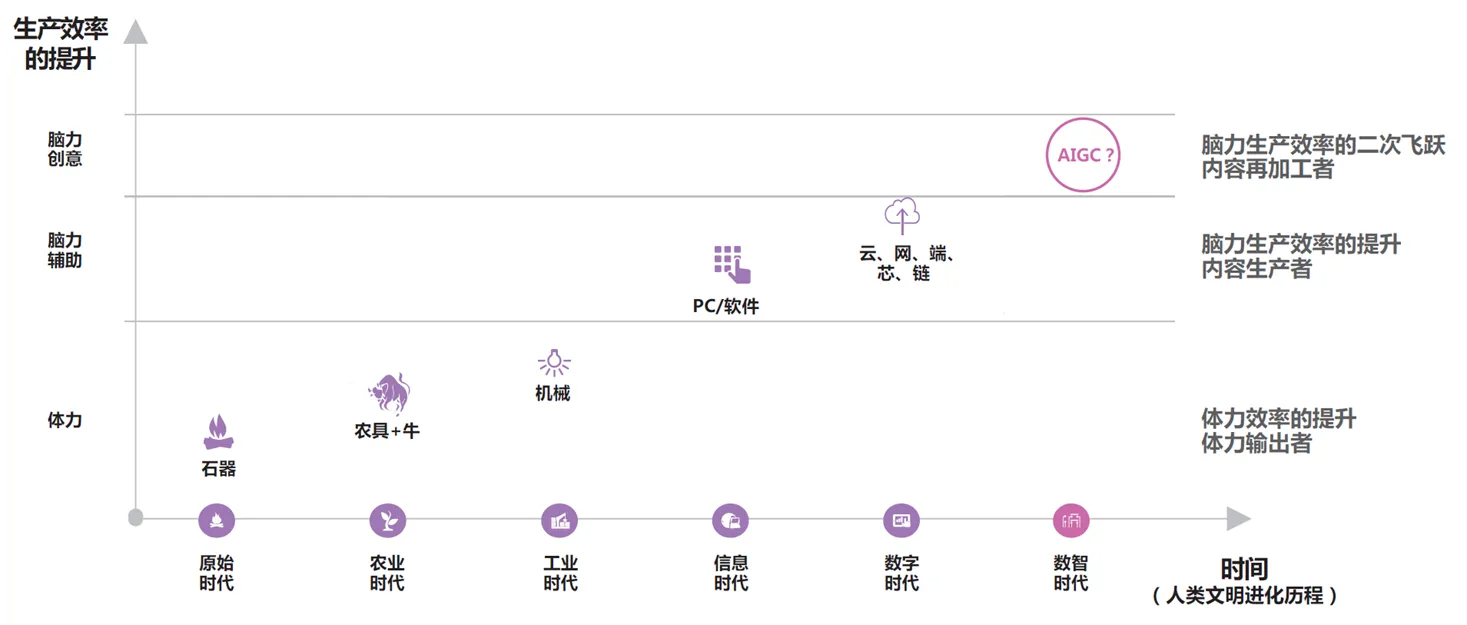 生产效率
的提升
脑力
创意
AIGC？
脑力生产效率的二次飞跃
内容再加工者
脑力
辅助
云、网、端、
芯、链
PC/软件
脑力生产效率的提升
内容生产者
体力
机械
农具+牛
石器
体力效率的提升
体力输出者
原始
时代
农业
时代
工业
时代
信息
时代
数字
时代
数智
时代
时间
（人类文明进化历程）